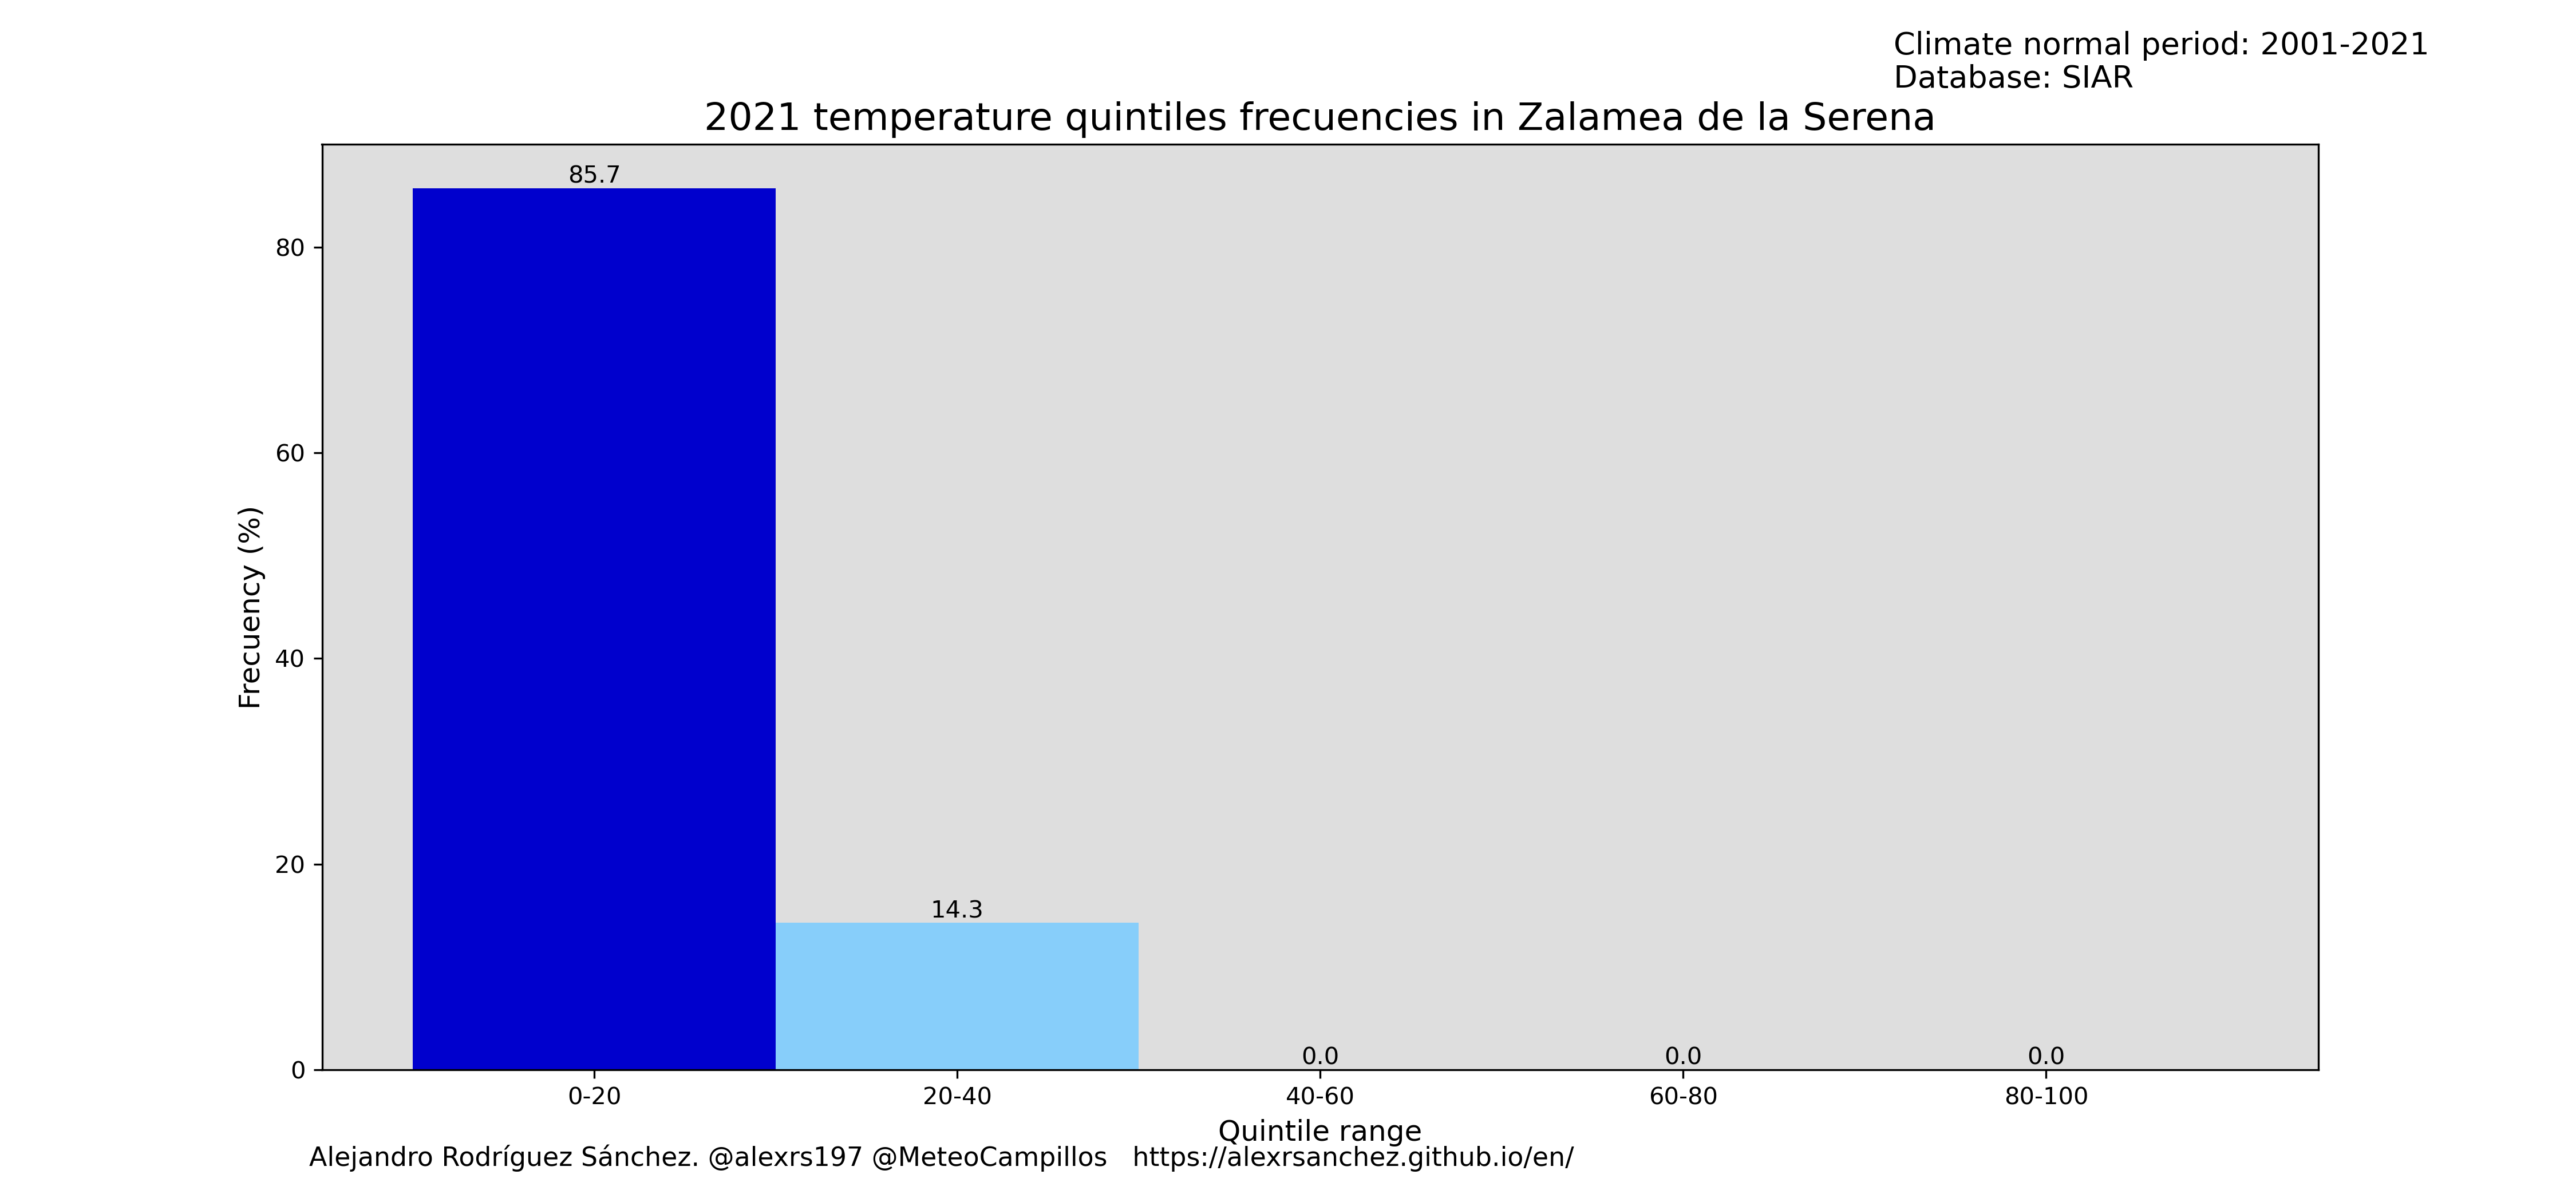 Climate normal period: 2001-2021
Database: SIAR
2021 temperature quintiles frecuencies in Zalamea de la Serena
85.7
80
60
Frecuency (%)
40
20
14.3
0.0 0.0 0.0
0
0-20 20-40 40-60 60-80 80-100
Quintile range
Alejandro Rodríguez Sánchez. @alexrs197 @MeteoCampillos https://alexrsanchez.github.io/en/